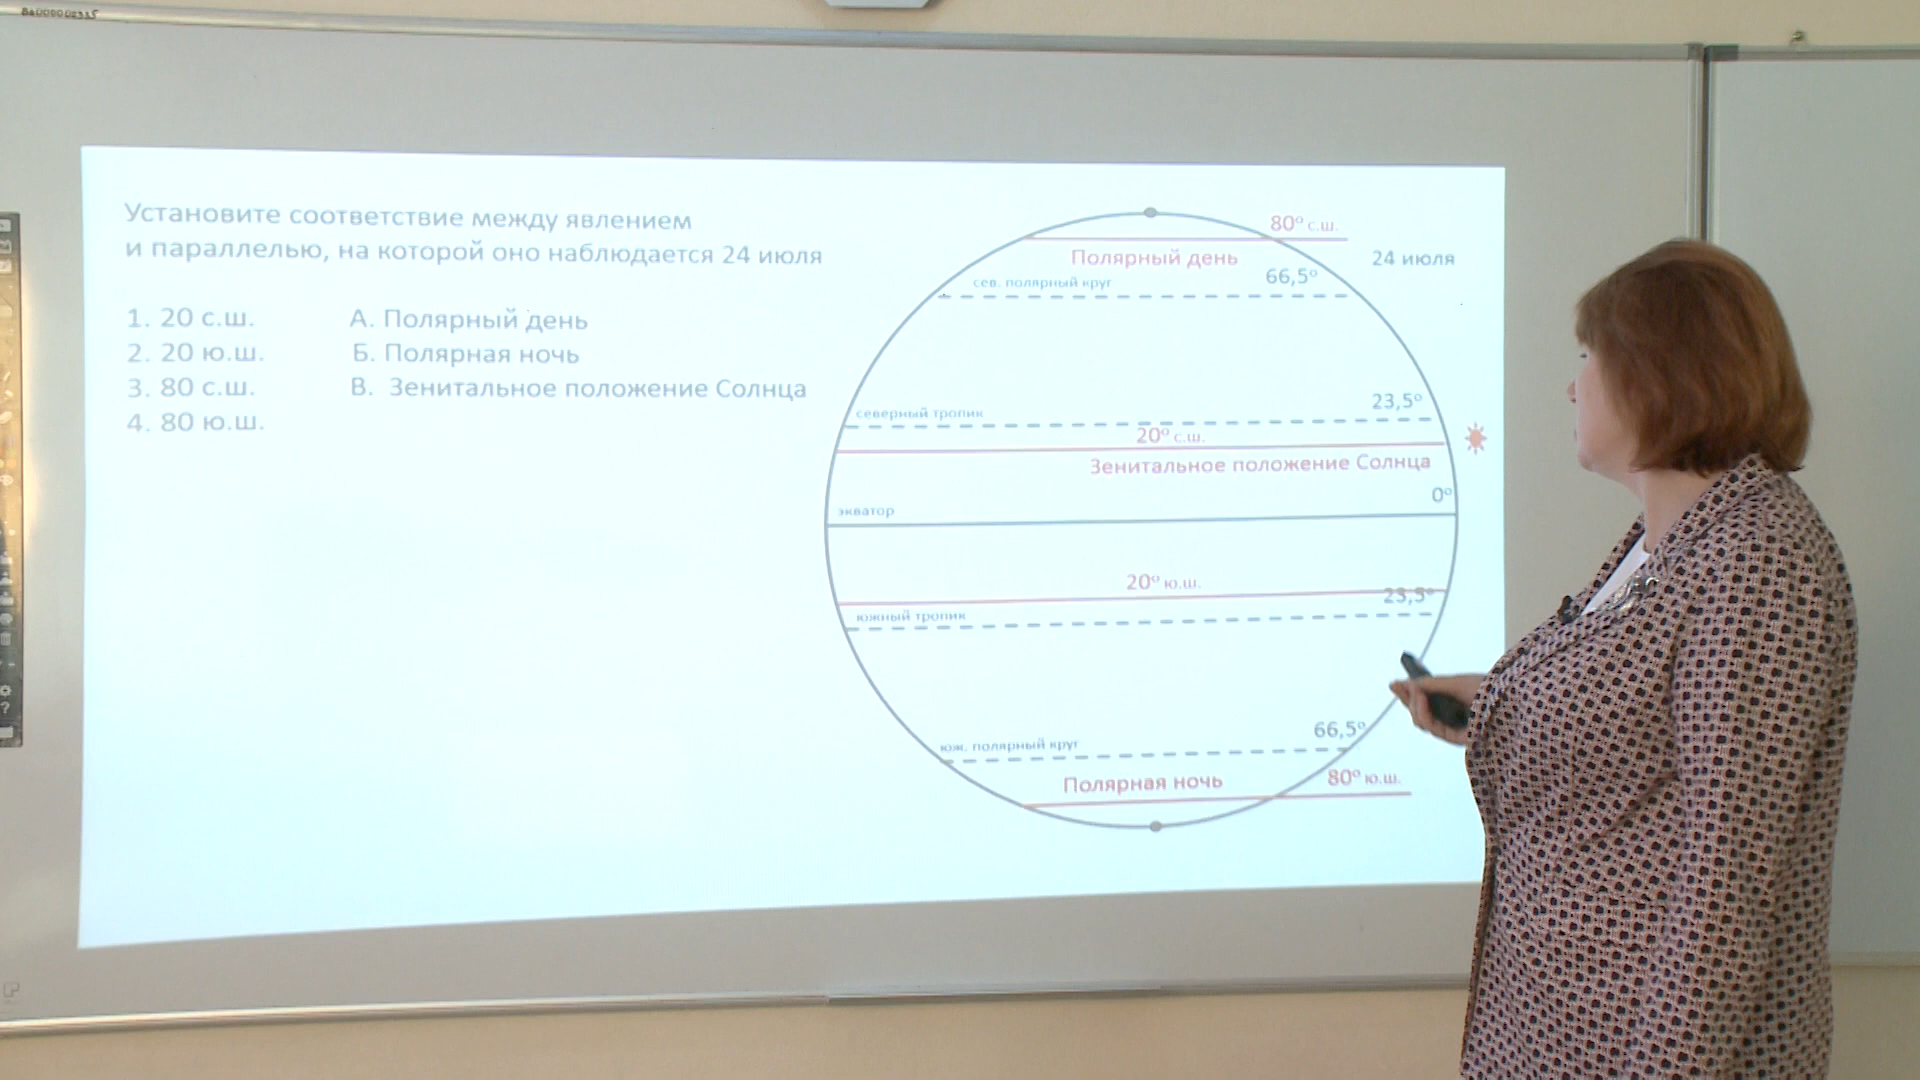 Установите соответствие между явлением
и параллелью, на которой оно наблюдается 24 июля
1. 20 с.ш.
2. 20 ю.ш.
3. 80 с.ш.
4. 80 ю.ш.
А. Полярный день
Б. Полярная ночь
В. Зенитальное положение Солнца
80° с.ш.
Полярный день
24 июля
сев. полярный круг
66,5°
северный тропик
23,5°
20° с.ш.
Зенитальное положение Солнца
0°
экватор
20° ю.ш.
23,5°
южный тропик
66,5°
юж. полярный круг
Полярная ночь
80° ю.ш.
?